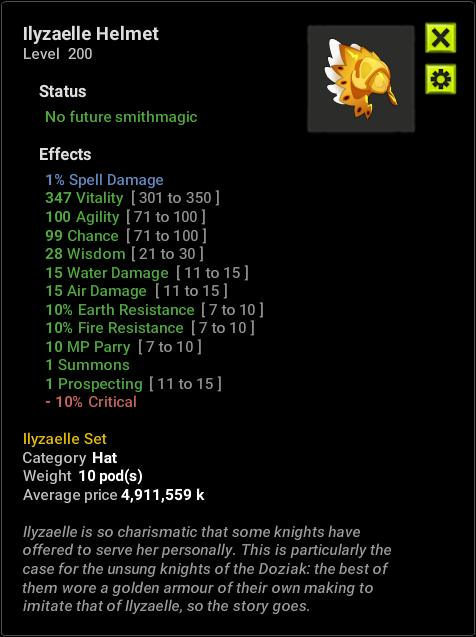 Ilyzaelle Helmet
Level 200
Status
No future smithmagic
Effects
1% Spell Damage
347 Vitality [ 301 to 350 ]
100 Agility [ 71 to 100 ]
99 Chance [ 71 to 100 ]
28 Wisdom [ 21 to 30 ]
15 Water Damage [ 11 to 15 ]
15 Air Damage [ 11 to 15 ]
10% Earth Resistance [ 7 to 10 ]
10% Fire Resistance [ 7 to 10 ]
10 MP Parry [ 7 to 10 ]
1 Summons
1 Prospecting [ 11 to 15 ]
- 10% Critical
Ilyzaelle Set
Category Hat
Weight 10 pod(s)
Average price 4,911,559 k
Ilyzaelle is so charismatic that some knights have
offered to serve her personally. This is particularly the
case for the unsung knights of the Doziak: the best of
them wore a golden armour of their own making to
imitate that of Ilyzaelle, so the story goes.